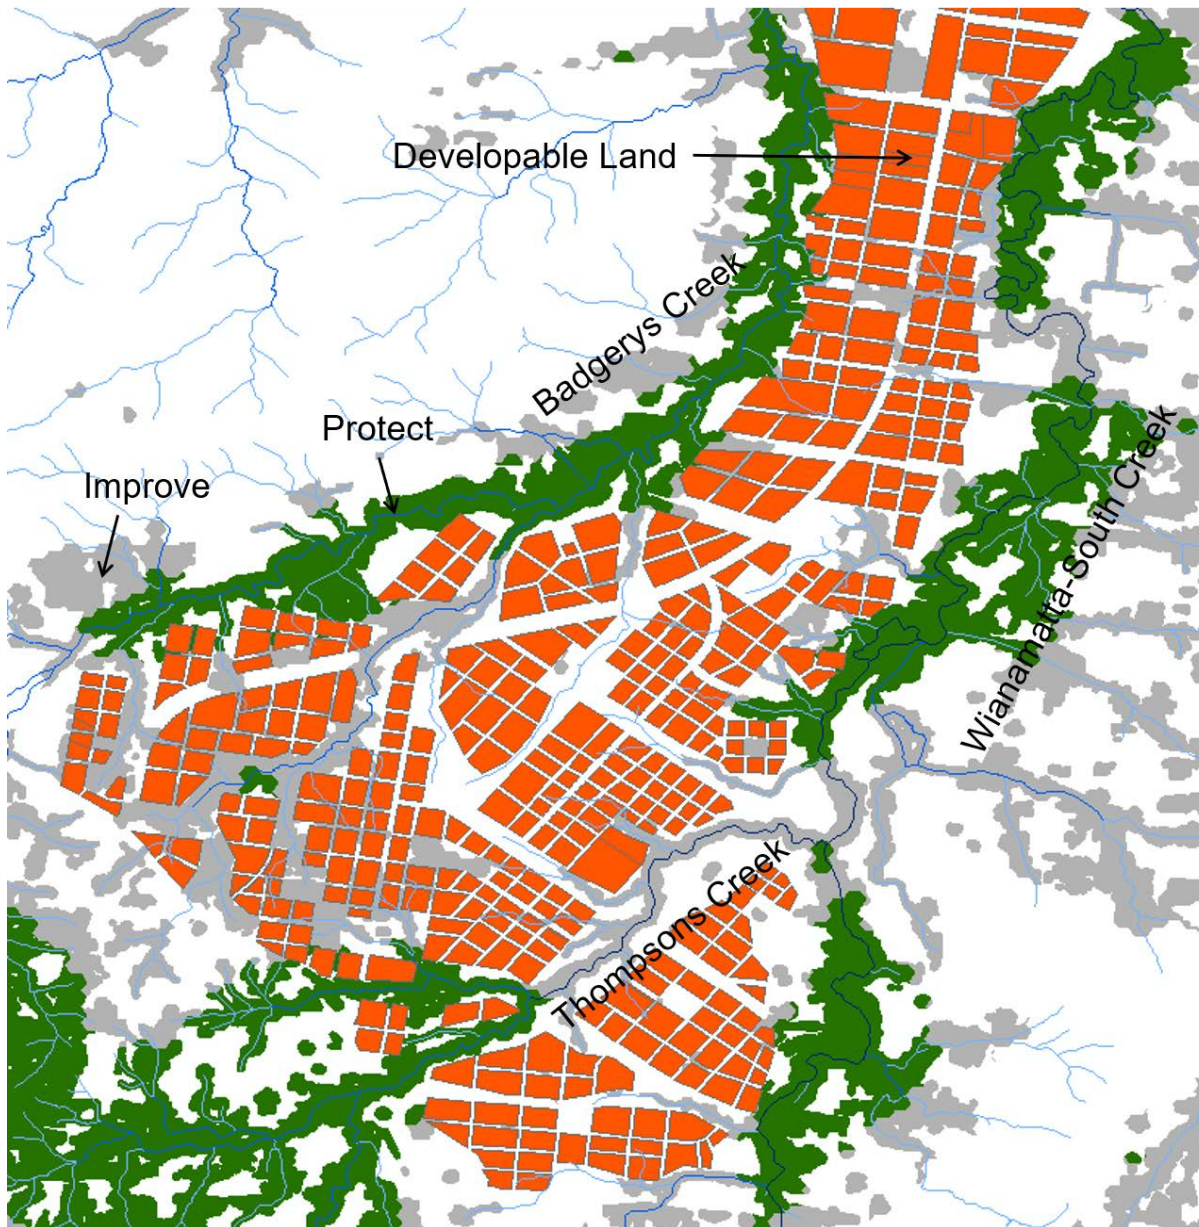 Developable Land
Badgerys Creek
Protect
Improve
Wianamatta-South Creek
Thompsons Creek